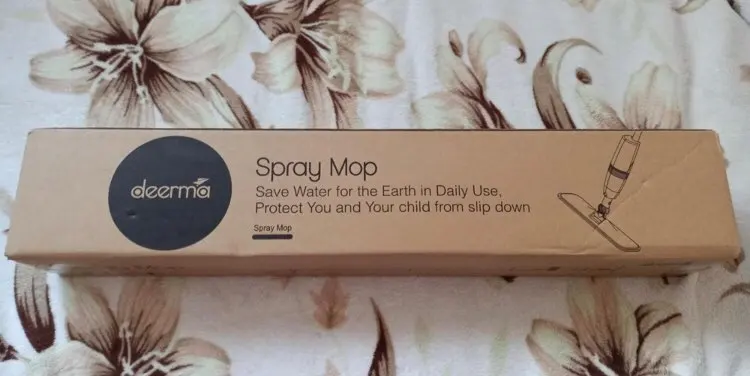 deerma
Spray Mop
Save Water for the Earth in Daily Use,
Protect You and Your child from slip down
Spray Mop